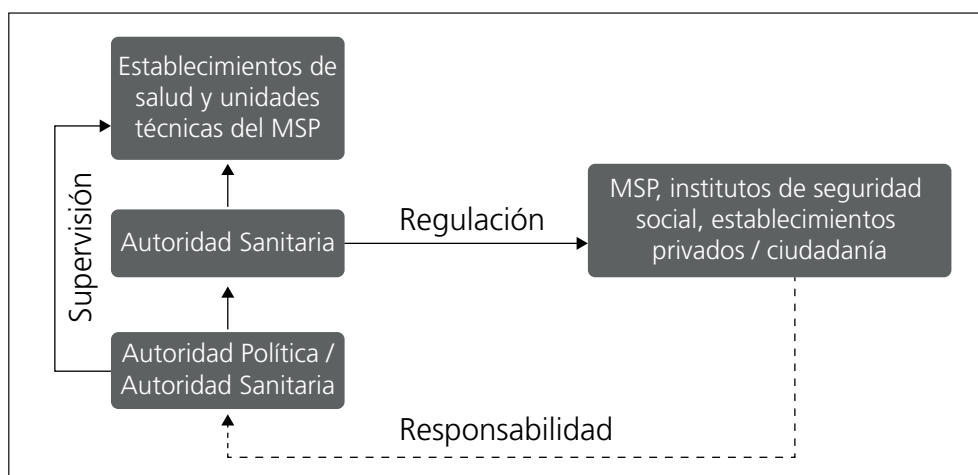 Establecimientos de
salud y unidades
técnicas del MSP
Supervisión
Autoridad Sanitaria
Regulación
MSP, institutos de seguridad
social, establecimientos
privados / ciudadanía
Autoridad Política /
Autoridad Sanitaria
Responsabilidad